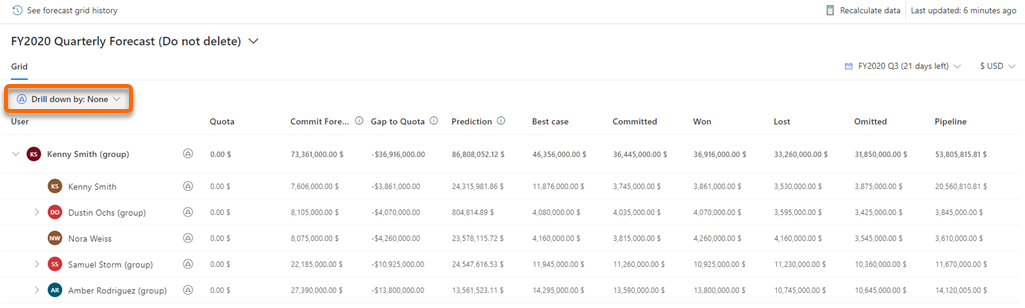 See forecast grid history Recalculate data Last updated: 6 minutes ago
FY2020 Quarterly Forecast (Do not delete)
Grid FY2020 Q3 (21 days left) $ USD
Drill down by: None
User Quota Commit Fore... Gap to Quota Prediction Best case Committed Won Lost Omitted Pipeline
KS Kenny Smith (group) 0.00 $ 73,361,000.00 $ -$36,916,000.00 86,808,052.12 $ 46,356,000.00 $ 36,445,000.00 $ 36,916,000.00 $ 33,260,000.00 $ 31,850,000.00 $ 53,805,815.81 $
KS Kenny Smith 0.00 $ 7,606,000.00 $ -$3,861,000.00 24,315,981.86 $ 11,876,000.00 $ 3,745,000.00 $ 3,861,000.00 $ 3,530,000.00 $ 3,875,000.00 $ 20,560,810.81 $
DO Dustin Ochs (group) 0.00 $ 8,105,000.00 $ -$4,070,000.00 804,814.89 $ 4,080,000.00 $ 4,035,000.00 $ 4,070,000.00 $ 3,595,000.00 $ 3,425,000.00 $ 3,845,000.00 $
NW Nora Weiss 0.00 $ 8,075,000.00 $ -$4,260,000.00 23,578,115.72 $ 4,160,000.00 $ 3,815,000.00 $ 4,260,000.00 $ 4,160,000.00 $ 3,545,000.00 $ 3,610,000.00 $
SS Samuel Storm (group) 0.00 $ 22,185,000.00 $ -$10,925,000.00 24,547,616.53 $ 11,945,000.00 $ 11,260,000.00 $ 10,925,000.00 $ 11,230,000.00 $ 10,360,000.00 $ 11,670,000.00 $
AR Amber Rodriguez (group) 0.00 $ 27,390,000.00 $ -$13,800,000.00 13,561,523.11 $ 14,295,000.00 $ 13,590,000.00 $ 13,800,000.00 $ 10,745,000.00 $ 10,645,000.00 $ 14,120,005.00 $